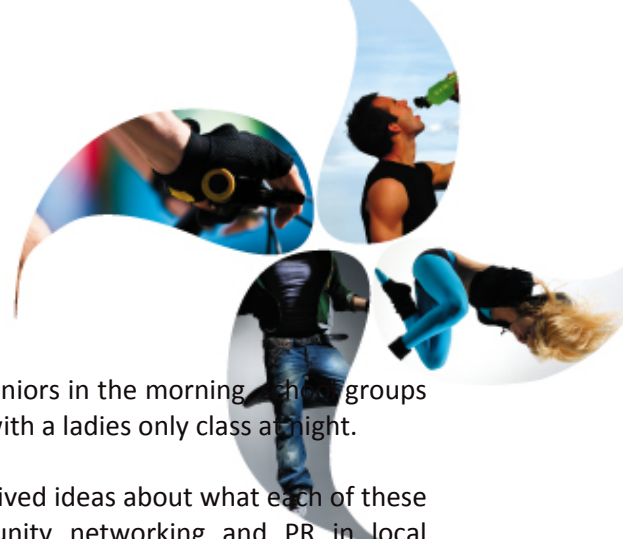 niors in the morning, school groups
with a ladies only class at night.
ived ideas about what each of these
unity networking and PR in local